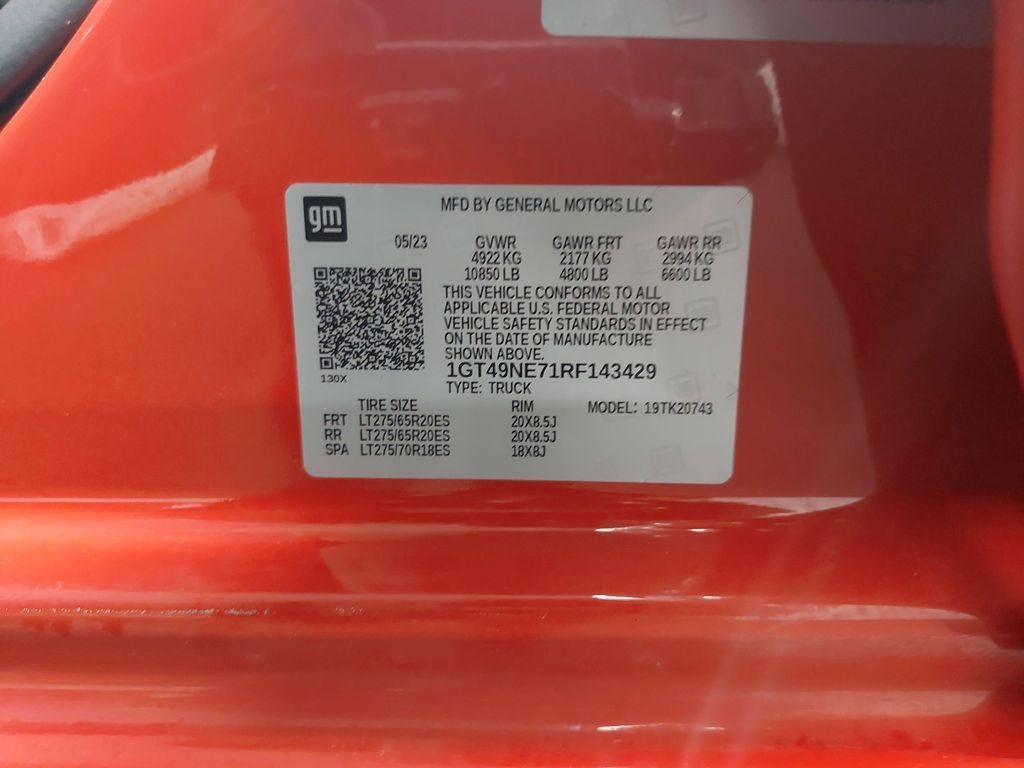 gm
MFD BY GENERAL MOTORS LLC
05/23 GVWR GAWR FRT GAWR RR
4922 KG 2177 KG 2994 KG
10850 LB 4800 LB 6600 LB
THIS VEHICLE CONFORMS TO ALL
APPLICABLE U.S. FEDERAL MOTOR
VEHICLE SAFETY STANDARDS IN EFFECT
ON THE DATE OF MANUFACTURE
SHOWN ABOVE.
1GT49NE71RF143429
130X
TYPE: TRUCK
TIRE SIZE RIM MODEL: 19TK20743
FRT LT275/65R20ES 20X8.5J
RR LT275/65R20ES 20X8.5J
SPA LT275/70R18ES 18X8J